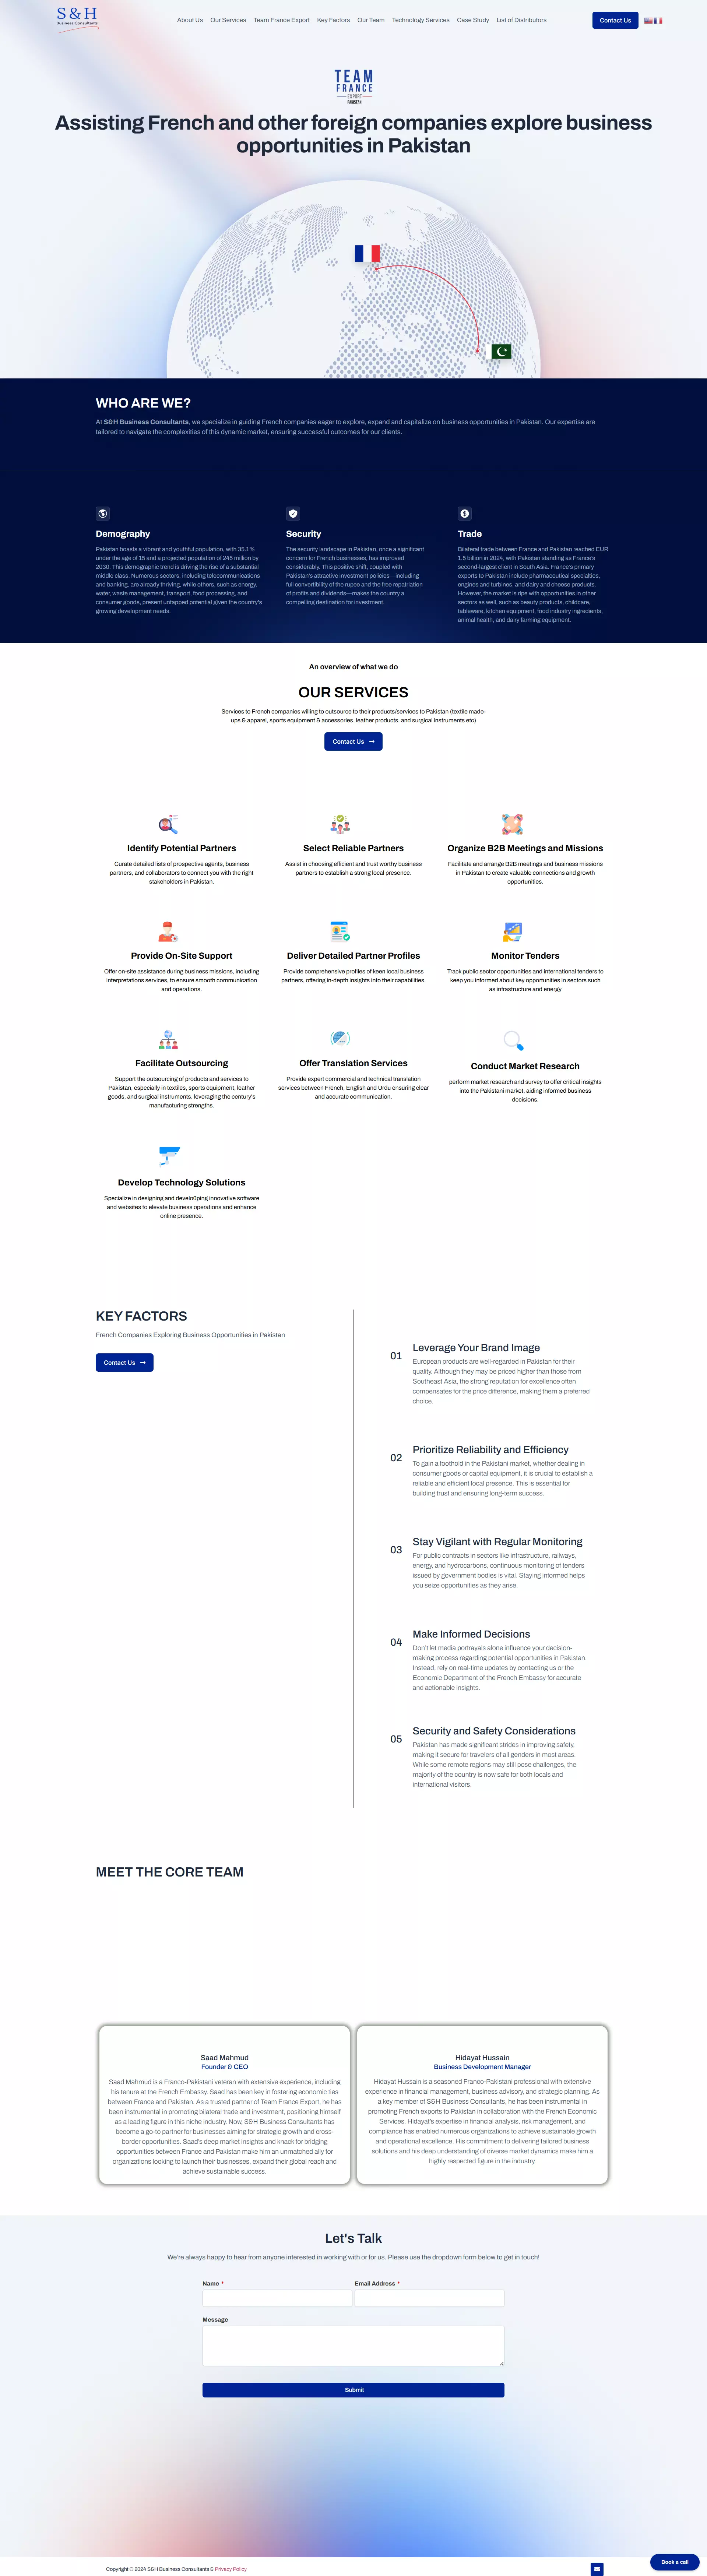 S&H
Business Consultants
About Us
Our Services
Team France Export
Key Factors
Our Team
Technology Services
Case Study
List of Distributors
Contact Us
TEAM
FRANCE
EXPORT
PAKISTAN
Assisting French and other foreign companies explore business
opportunities in Pakistan
WHO ARE WE?
At S&H Business Consultants, we specialize in guiding French companies eager to explore, expand and capitalize on business opportunities in Pakistan. Our expertise are
tailored to navigate the complexities of this dynamic market, ensuring successful outcomes for our clients.
Demography
Pakistan boasts a vibrant and youthful population, with 35.1%
under the age of 15 and a projected population of 245 million by
2030. This demographic trend is driving the rise of a substantial
middle class. Numerous sectors, including telecommunications
and banking, are already thriving, while others, such as energy,
water, waste management, transport, food processing, and
consumer goods, present untapped potential given the country's
growing development needs.
Security
The security landscape in Pakistan, once a significant
concern for French businesses, has improved
considerably. This positive shift, coupled with
Pakistan's attractive investment policies—including
full convertibility of the rupee and the free repatriation
of profits and dividends—makes the country a
compelling destination for investment.
Trade
Bilateral trade between France and Pakistan reached EUR
1.5 billion in 2024, with Pakistan standing as France's
second-largest client in South Asia. France's primary
exports to Pakistan include pharmaceutical specialties,
engines and turbines, and dairy and cheese products.
However, the market is ripe with opportunities in other
sectors as well, such as beauty products, childcare,
tableware, kitchen equipment, food industry ingredients,
animal health, and dairy farming equipment.
An overview of what we do
OUR SERVICES
Services to French companies willing to outsource to their products/services to Pakistan (textile made-
ups & apparel, sports equipment & accessories, leather products, and surgical instruments etc)
Contact Us
Identify Potential Partners
Curate detailed lists of prospective agents, business
partners, and collaborators to connect you with the right
stakeholders in Pakistan.
Select Reliable Partners
Assist in choosing efficient and trust worthy business
partners to establish a strong local presence.
Organize B2B Meetings and Missions
Facilitate and arrange B2B meetings and business missions
in Pakistan to create valuable connections and growth
opportunities.
Provide On-Site Support
Offer on-site assistance during business missions, including
interpretations services, to ensure smooth communication
and operations.
Deliver Detailed Partner Profiles
Provide comprehensive profiles of keen local business
partners, offering in-depth insights into their capabilities.
Monitor Tenders
Track public sector opportunities and international tenders to
keep you informed about key opportunities in sectors such
as infrastructure and energy
Facilitate Outsourcing
Support the outsourcing of products and services to
Pakistan, especially in textiles, sports equipment, leather
goods, and surgical instruments, leveraging the century's
manufacturing strengths.
Offer Translation Services
Provide expert commercial and technical translation
services between French, English and Urdu ensuring clear
and accurate communication.
Conduct Market Research
perform market research and survey to offer critical insights
into the Pakistani market, aiding informed business
decisions.
Develop Technology Solutions
Specialize in designing and develo0ping innovative software
and websites to elevate business operations and enhance
online presence.
KEY FACTORS
French Companies Exploring Business Opportunities in Pakistan
Contact Us
01
Leverage Your Brand Image
European products are well-regarded in Pakistan for their
quality. Although they may be priced higher than those from
Southeast Asia, the strong reputation for excellence often
compensates for the price difference, making them a preferred
choice.
02
Prioritize Reliability and Efficiency
To gain a foothold in the Pakistani market, whether dealing in
consumer goods or capital equipment, it is crucial to establish a
reliable and efficient local presence. This is essential for
building trust and ensuring long-term success.
03
Stay Vigilant with Regular Monitoring
For public contracts in sectors like infrastructure, railways,
energy, and hydrocarbons, continuous monitoring of tenders
issued by government bodies is vital. Staying informed helps
you seize opportunities as they arise.
04
Make Informed Decisions
Don't let media portrayals alone influence your decision-
making process regarding potential opportunities in Pakistan.
Instead, rely on real-time updates by contacting us or the
Economic Department of the French Embassy for accurate
and actionable insights.
05
Security and Safety Considerations
Pakistan has made significant strides in improving safety,
making it secure for travelers of all genders in most areas.
While some remote regions may still pose challenges, the
majority of the country is now safe for both locals and
international visitors.
MEET THE CORE TEAM
Saad Mahmud
Founder & CEO
Saad Mahmud is a Franco-Pakistani veteran with extensive experience, including
his tenure at the French Embassy. Saad has been key in fostering economic ties
between France and Pakistan. As a trusted partner of Team France Export, he has
been instrumental in promoting bilateral trade and investment, positioning himself
as a leading figure in this niche industry. Now, S&H Business Consultants has
become a go-to partner for businesses aiming for strategic growth and cross-
border opportunities. Saad's deep market insights and knack for bridging
opportunities between France and Pakistan make him an unmatched ally for
organizations looking to launch their businesses, expand their global reach and
achieve sustainable success.
Hidayat Hussain
Business Development Manager
Hidayat Hussain is a seasoned Franco-Pakistani professional with extensive
experience in financial management, business advisory, and strategic planning. As
a key member of S&H Business Consultants, he has been instrumental in
promoting French exports to Pakistan in collaboration with the French Economic
Services. Hidayat's expertise in financial analysis, risk management, and
compliance has enabled numerous organizations to achieve sustainable growth
and operational excellence. His commitment to delivering tailored business
solutions and his deep understanding of diverse market dynamics make him a
highly respected figure in the industry.
Let's Talk
We're always happy to hear from anyone interested in working with or for us. Please use the dropdown form below to get in touch!
Name *
Email Address *
Message
Submit
Copyright © 2024 S&H Business Consultants & Privacy Policy
Book a call